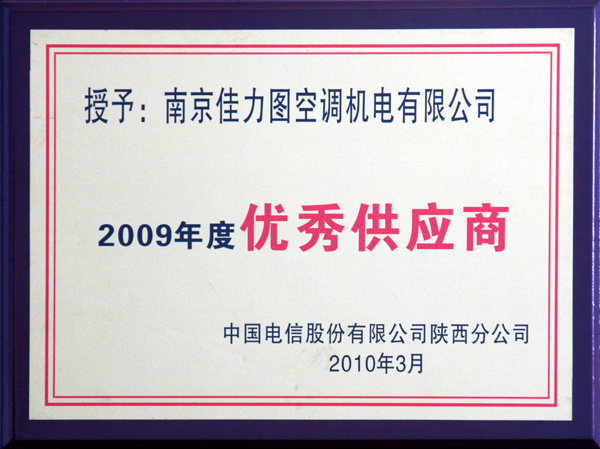 授予：南京佳力图空调机电有限公司
2009年度优秀供应商
中国电信股份有限公司陕西分公司
2010年3月